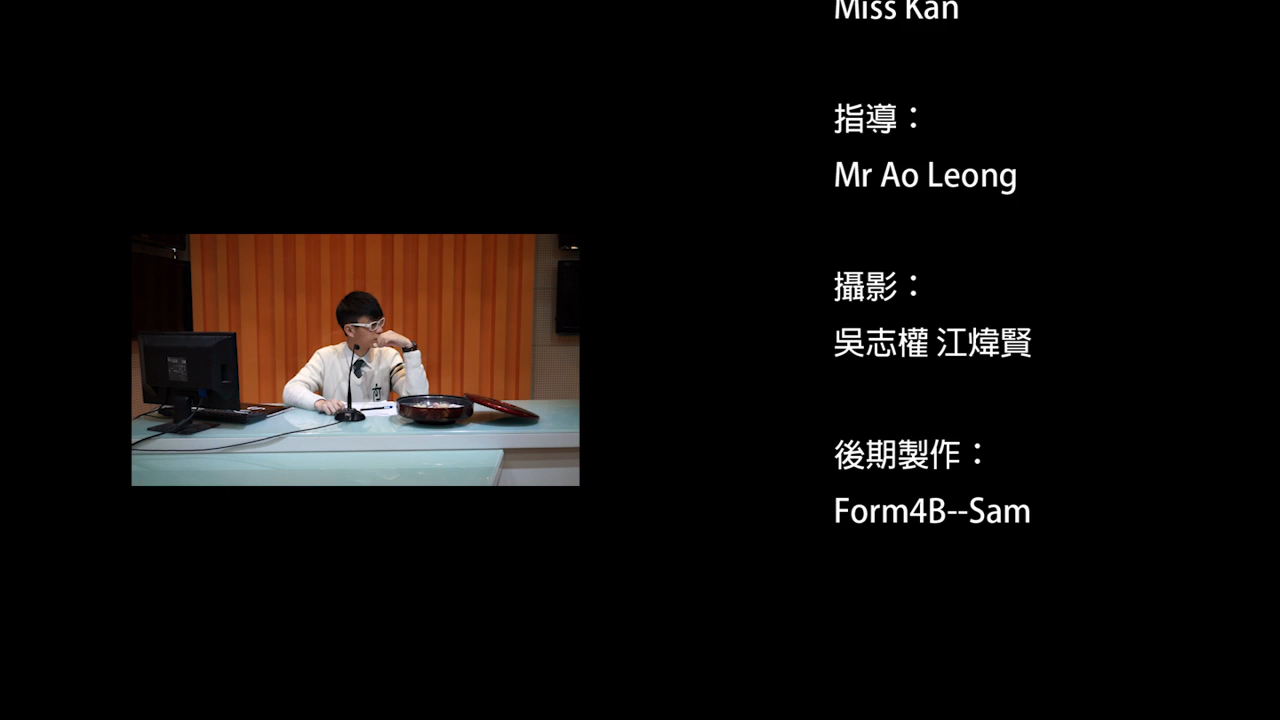 Miss Kan
指導：
Mr Ao Leong
攝影：
吳志權 江煒賢
後期製作：
Form4B--Sam